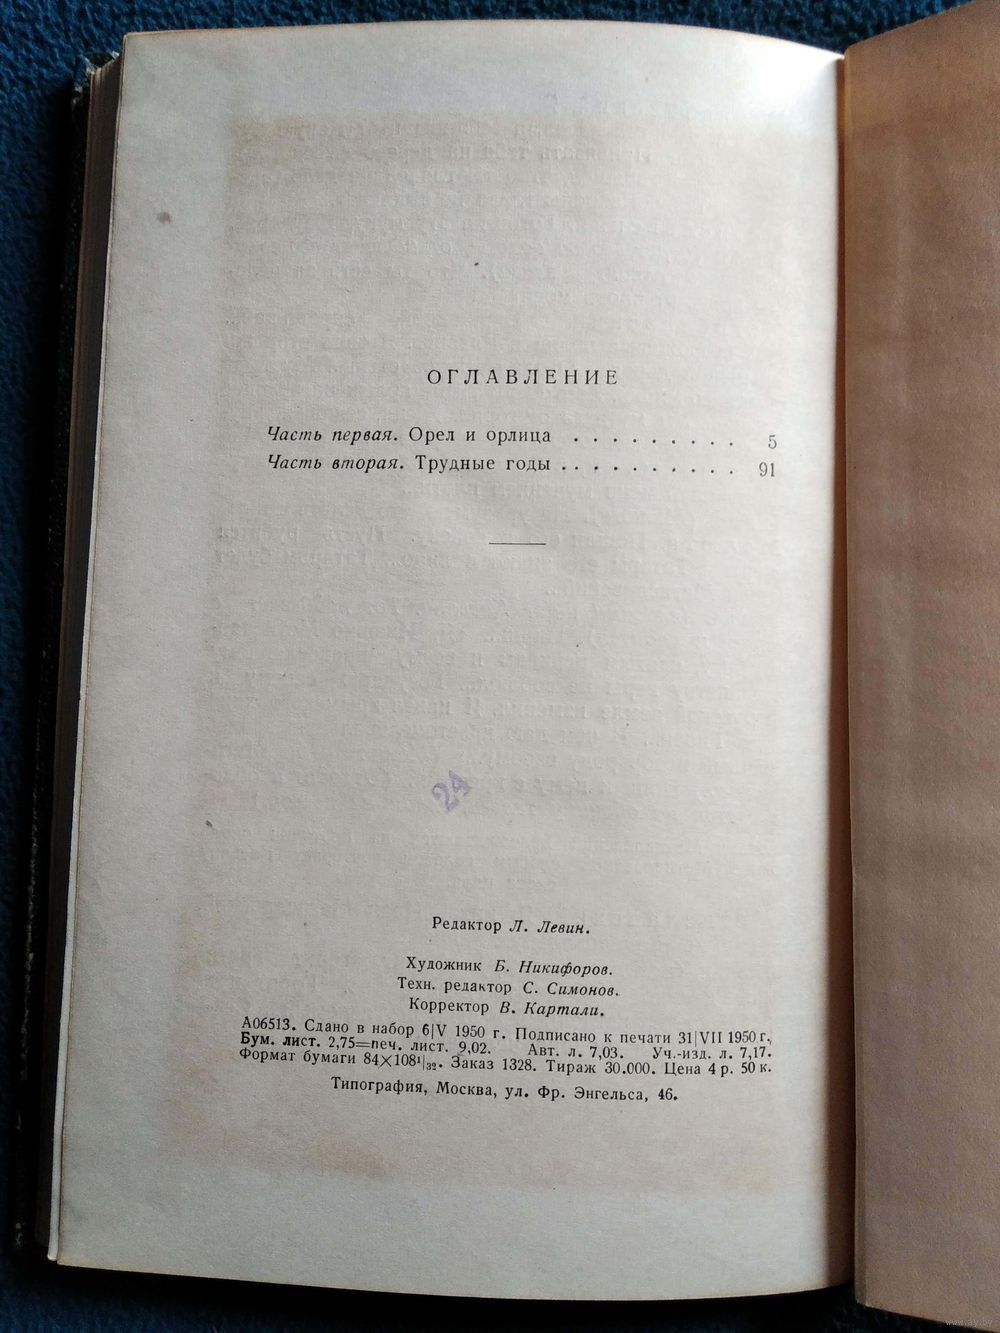 ОГЛАВЛЕНИЕ
Часть первая. Орел и орлица . . . . . . . . . 5
Часть вторая. Трудные годы . . . . . . . . . . 91
24
Редактор Л. Левин.
Художник Б. Никифоров.
Техн. редактор С. Симонов.
Корректор В. Картали.
А06513. Сдано в набор 6|V 1950 г. Подписано к печати 31|VII 1950 г.
Бум. лист. 2,75=печ. лист. 9,02. Авт. л. 7,03. Уч.-изд. л. 7,17.
Формат бумаги 84×108¹|₃₂. Заказ 1328. Тираж 30.000. Цена 4 р. 50 к.
Типография, Москва, ул. Фр. Энгельса, 46.
www.ay.by